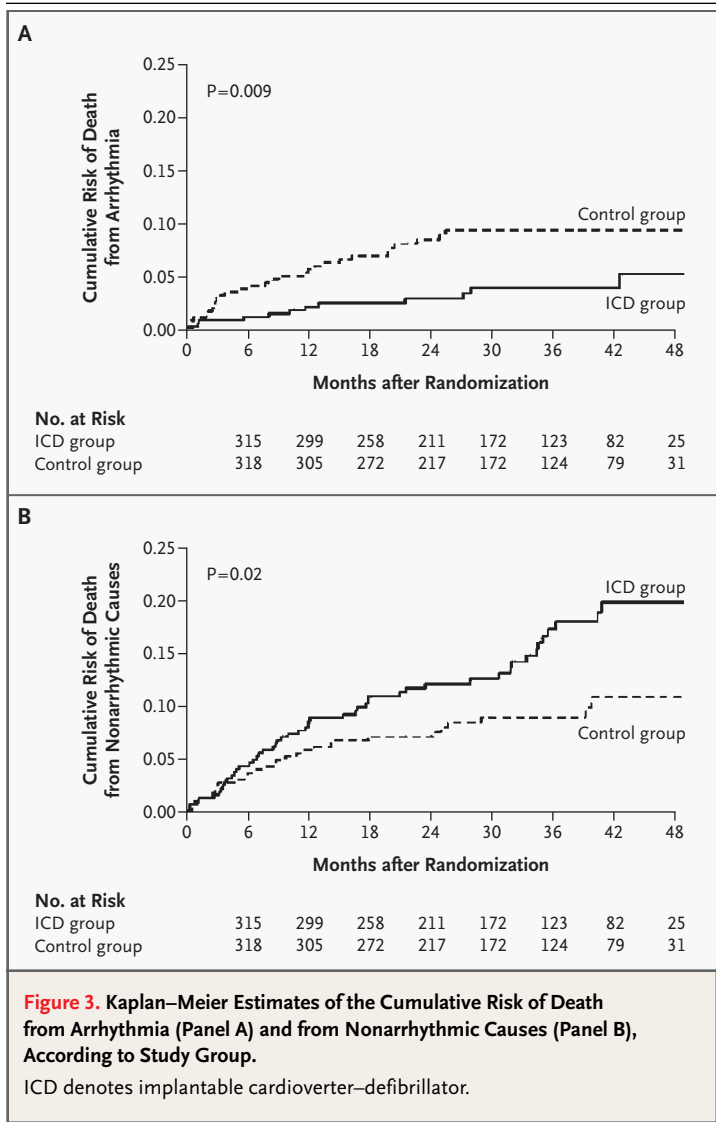 A
0.25
P=0.009
0.20
0.15
0.10
0.05
0.00
Cumulative Risk of Death
from Arrhythmia
Control group
ICD group
0 6 12 18 24 30 36 42 48
Months after Randomization
No. at Risk
ICD group 315 299 258 211 172 123 82 25
Control group 318 305 272 217 172 124 79 31
B
0.25
P=0.02
0.20
0.15
0.10
0.05
0.00
Cumulative Risk of Death
from Nonarrhythmic Causes
ICD group
Control group
0 6 12 18 24 30 36 42 48
Months after Randomization
No. at Risk
ICD group 315 299 258 211 172 123 82 25
Control group 318 305 272 217 172 124 79 31
Figure 3. Kaplan–Meier Estimates of the Cumulative Risk of Death
from Arrhythmia (Panel A) and from Nonarrhythmic Causes (Panel B),
According to Study Group.
ICD denotes implantable cardioverter–defibrillator.